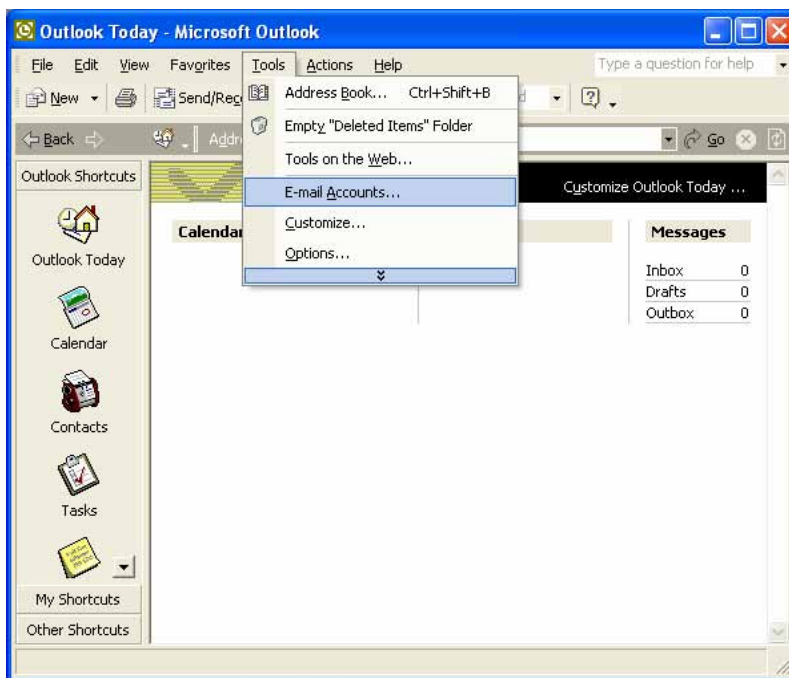 Outlook Today - Microsoft Outlook
File Edit View Favorites Tools Actions Help Type a question for help
New Send/Rec
Address Book... Ctrl+Shift+B
Empty "Deleted Items" Folder
Back Addr Go
Tools on the Web...
Outlook Shortcuts
E-mail Accounts... Customize Outlook Today ...
Customize...
Calendar Messages
Options...
Outlook Today
Inbox 0
Drafts 0
Outbox 0
Calendar
Contacts
Tasks
My Shortcuts
Other Shortcuts